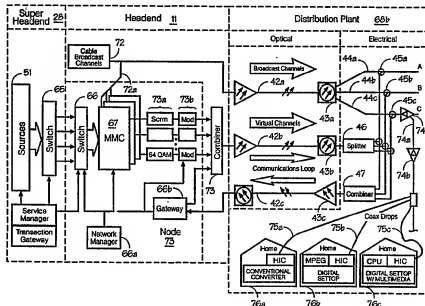 Super Headend 28
Headend 11
Distribution Plant 68b
Optical
Electrical
Cable Broadcast Channels
72
72a
51
65
66
67
MMC
73a
73b
Scrm
Mod
Mod
64 QAM
Mod
Sources
Switch
Switch
Combiner
73
66b
Gateway
Service Manager
Transaction Gateway
Network Manager
66a
Node 73
Broadcast Channels
42a
43a
Virtual Channels
42b
43b
Communications Loop
42c
43c
44a
44b
44c
45a
45b
45c
A
B
C
46
Splitter
47
Combiner
74
74a
74b
Coax Drops
75a
75b
75c
Home
HIC
CONVENTIONAL CONVERTER
76a
Home
MPEG
HIC
DIGITAL SETTOP
76b
Home
CPU
HIC
DIGITAL SETTOP W/MULTIMEDIA
76c